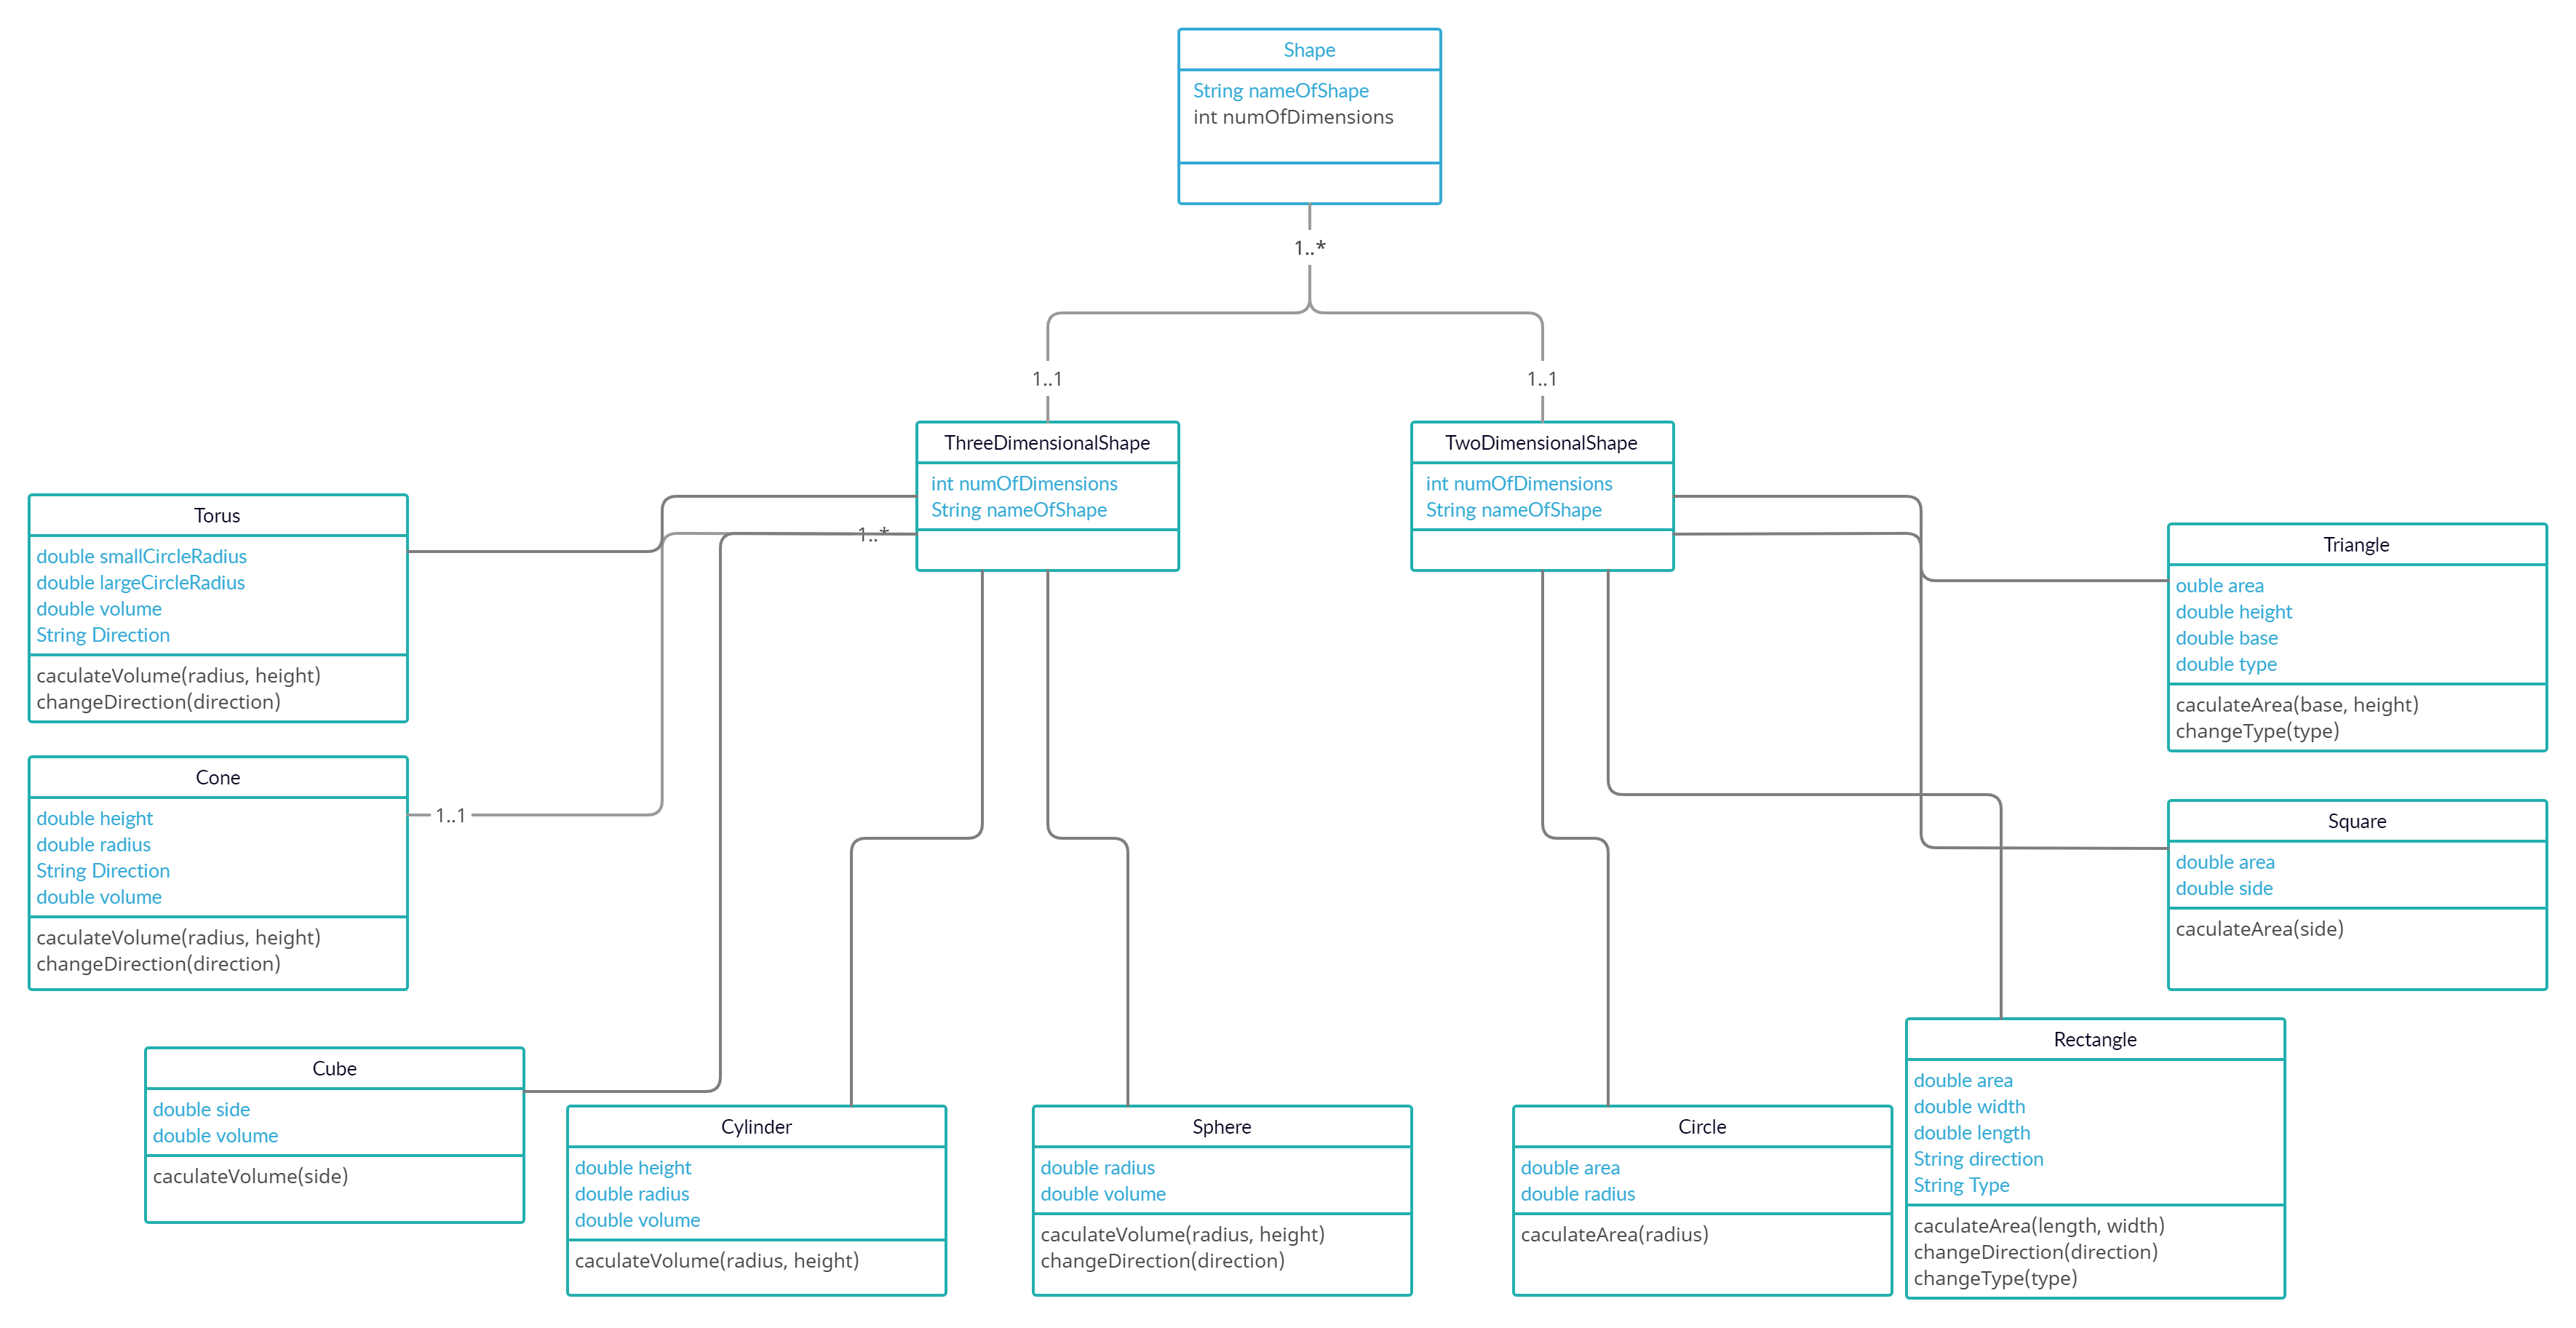 Shape
String nameOfShape
int numOfDimensions
1..*
1..1
1..1
ThreeDimensionalShape
int numOfDimensions
String nameOfShape
TwoDimensionalShape
int numOfDimensions
String nameOfShape
1..*
Torus
double smallCircleRadius
double largeCircleRadius
double volume
String Direction
caculateVolume(radius, height)
changeDirection(direction)
Triangle
ouble area
double height
double base
double type
caculateArea(base, height)
changeType(type)
Cone
double height
double radius
String Direction
double volume
caculateVolume(radius, height)
changeDirection(direction)
1..1
Square
double area
double side
caculateArea(side)
Cube
double side
double volume
caculateVolume(side)
Cylinder
double height
double radius
double volume
caculateVolume(radius, height)
Sphere
double radius
double volume
caculateVolume(radius, height)
changeDirection(direction)
Circle
double area
double radius
caculateArea(radius)
Rectangle
double area
double width
double length
String direction
String Type
caculateArea(length, width)
changeDirection(direction)
changeType(type)